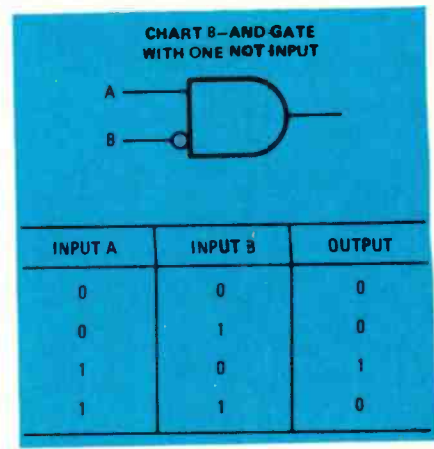 CHART B-AND GATE
WITH ONE NOT INPUT
A
B
INPUT A INPUT B OUTPUT
0 0 0
0 1 0
1 0 1
1 1 0